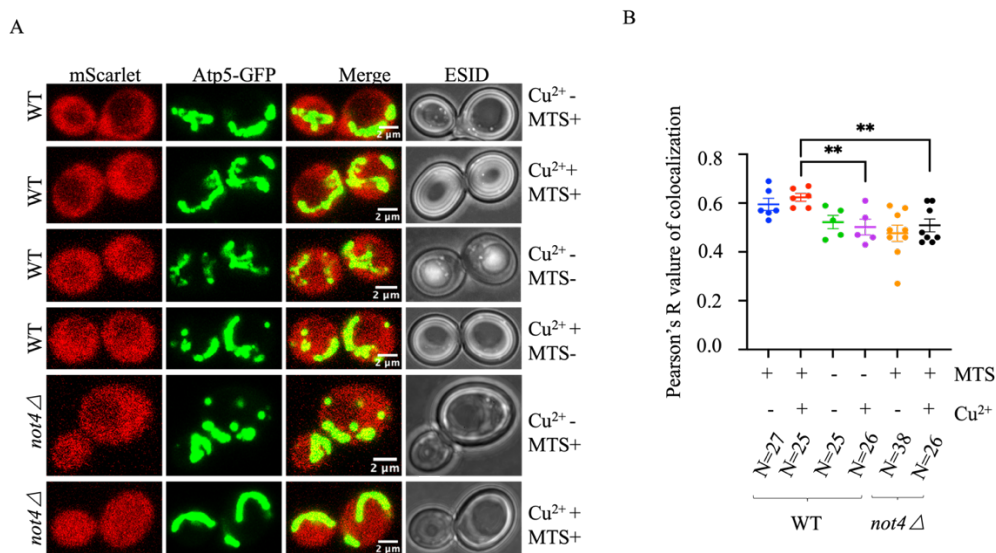 A
mScarlet Atp5-GFP Merge ESID
WT
Cu²⁺ -
MTS+
2 μm
WT
Cu²⁺ +
MTS+
2 μm
WT
Cu²⁺ -
MTS-
2 μm
WT
Cu²⁺ +
MTS-
2 μm
not4 △
Cu²⁺ -
MTS+
2 μm
not4 △
Cu²⁺ +
MTS+
2 μm
B
Pearson's R valure of colocalization
**
**
0.8
0.6
0.4
0.2
0.0
+ + - - + + MTS
- + - + - + Cu²⁺
N=27 N=25 N=25 N=26 N=38 N=26
WT not4 △